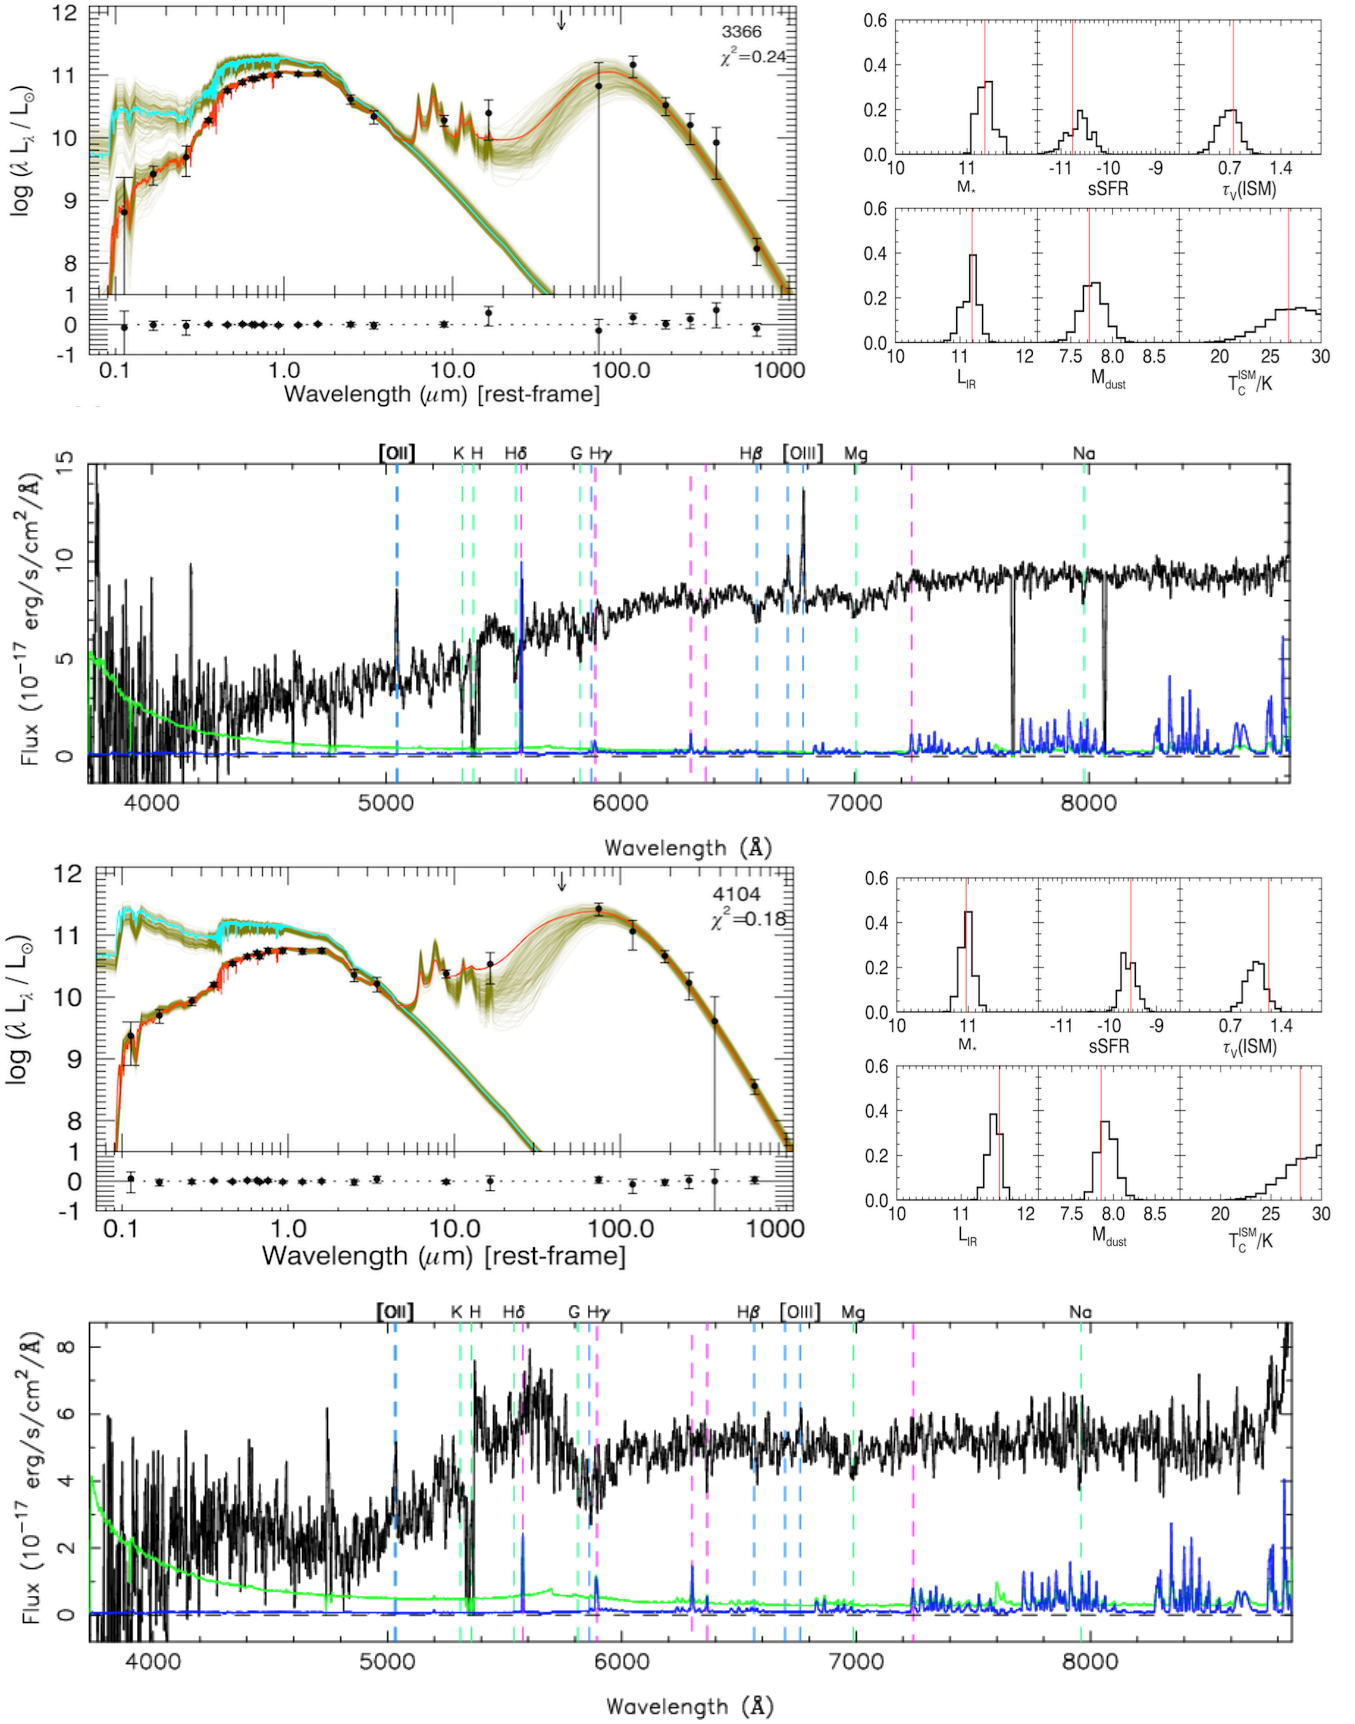 12
11
10
9
8
1
0
-1
log (λ L_λ / L_⊙)
3366
χ²=0.24
0.1 1.0 10.0 100.0 1000
Wavelength (μm) [rest-frame]
0.6
0.4
0.2
0.0
10 11 -11 -10 -9 0.7 1.4
M_* sSFR τ_V(ISM)
0.6
0.4
0.2
0.0
10 11 12 7.5 8.0 8.5 20 25 30
L_IR M_dust T_C^ISM/K
[OII] K H Hδ G Hγ Hβ [OIII] Mg Na
15
10
5
0
Flux (10⁻¹⁷ erg/s/cm²/Å)
4000 5000 6000 7000 8000
Wavelength (Å)
12
11
10
9
8
1
0
-1
log (λ L_λ / L_⊙)
4104
χ²=0.18
0.1 1.0 10.0 100.0 1000
Wavelength (μm) [rest-frame]
0.6
0.4
0.2
0.0
10 11 -11 -10 -9 0.7 1.4
M_* sSFR τ_V(ISM)
0.6
0.4
0.2
0.0
10 11 12 7.5 8.0 8.5 20 25 30
L_IR M_dust T_C^ISM/K
[OII] K H Hδ G Hγ Hβ [OIII] Mg Na
8
6
4
2
0
Flux (10⁻¹⁷ erg/s/cm²/Å)
4000 5000 6000 7000 8000
Wavelength (Å)